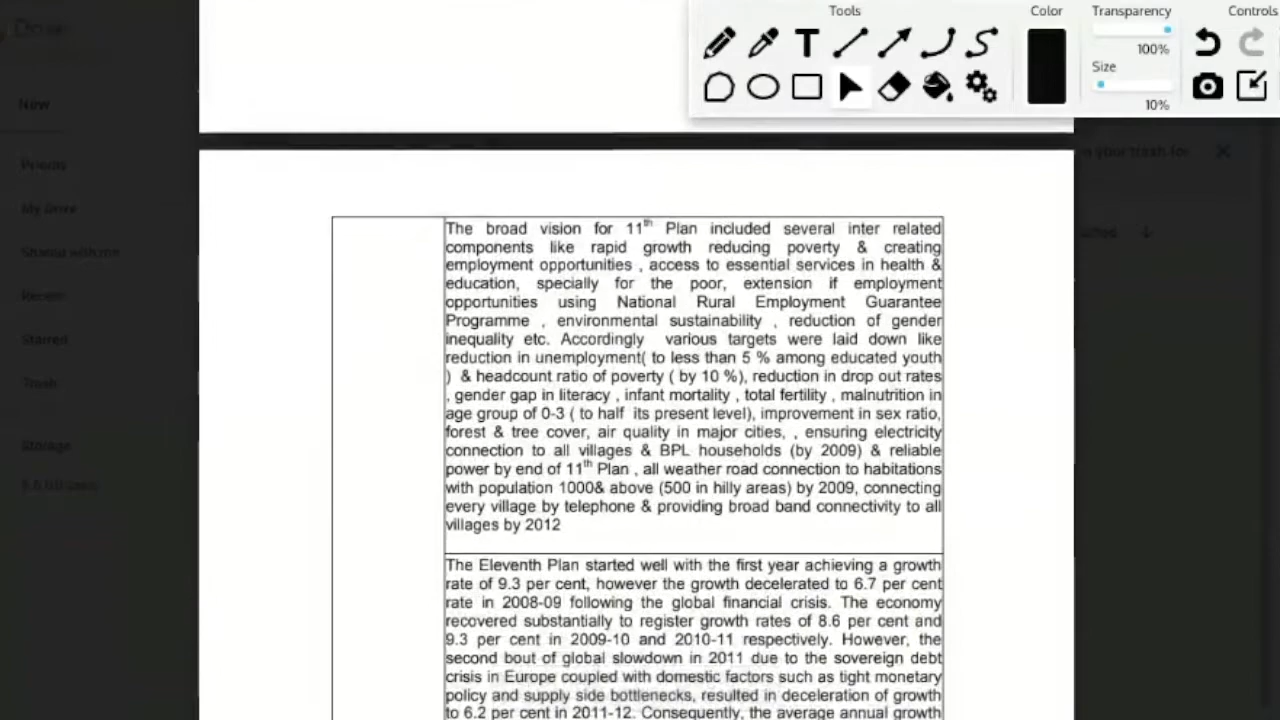 Tools
Color
Transparency
Controls
100%
Size
10%
Now
Priority
My Drive
Shared with me
Recent
Starred
Trash
Storage
your trash for
The broad vision for 11th Plan included several inter related
components like rapid growth reducing poverty & creating
employment opportunities , access to essential services in health &
education, specially for the poor, extension if employment
opportunities using National Rural Employment Guarantee
Programme , environmental sustainability , reduction of gender
inequality etc. Accordingly various targets were laid down like
reduction in unemployment( to less than 5 % among educated youth
) & headcount ratio of poverty ( by 10 %), reduction in drop out rates
, gender gap in literacy , infant mortality , total fertility , malnutrition in
age group of 0-3 ( to half its present level), improvement in sex ratio,
forest & tree cover, air quality in major cities, , ensuring electricity
connection to all villages & BPL households (by 2009) & reliable
power by end of 11th Plan , all weather road connection to habitations
with population 1000& above (500 in hilly areas) by 2009, connecting
every village by telephone & providing broad band connectivity to all
villages by 2012
The Eleventh Plan started well with the first year achieving a growth
rate of 9.3 per cent, however the growth decelerated to 6.7 per cent
rate in 2008-09 following the global financial crisis. The economy
recovered substantially to register growth rates of 8.6 per cent and
9.3 per cent in 2009-10 and 2010-11 respectively. However, the
second bout of global slowdown in 2011 due to the sovereign debt
crisis in Europe coupled with domestic factors such as tight monetary
policy and supply side bottlenecks, resulted in deceleration of growth
to 6.2 per cent in 2011-12. Consequently, the average annual growth